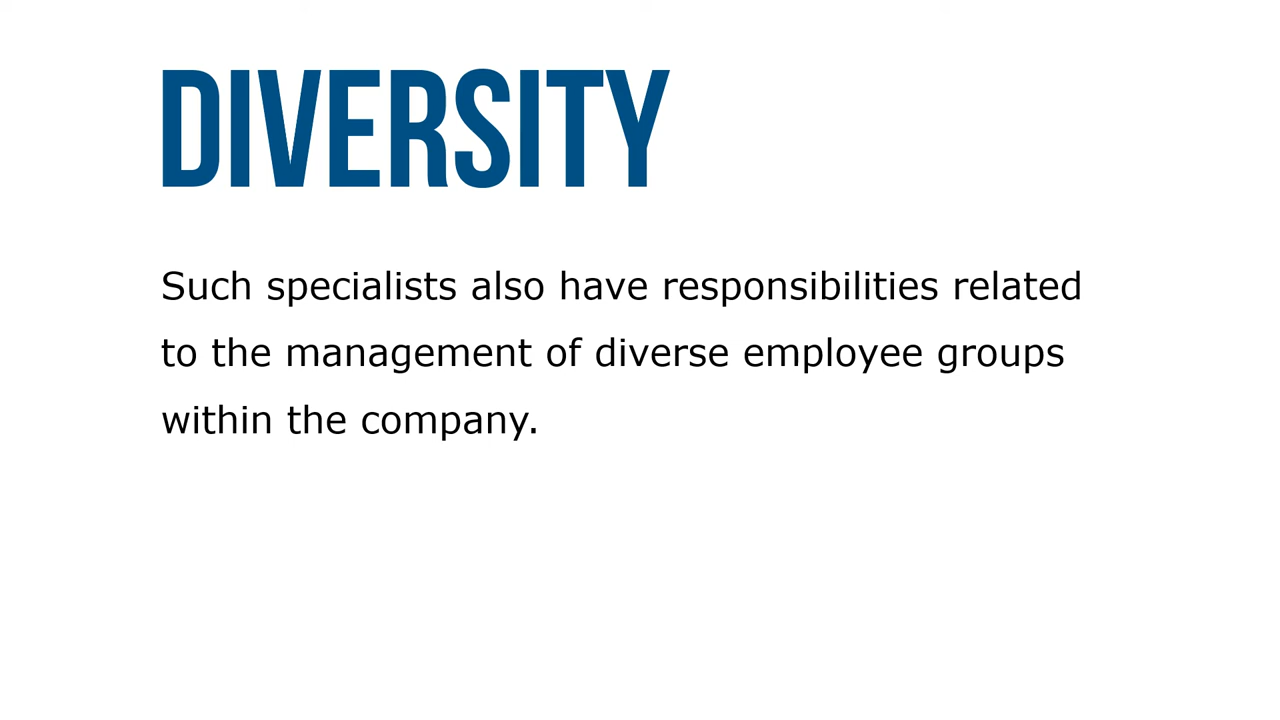 DIVERSITY
Such specialists also have responsibilities related
to the management of diverse employee groups
within the company.